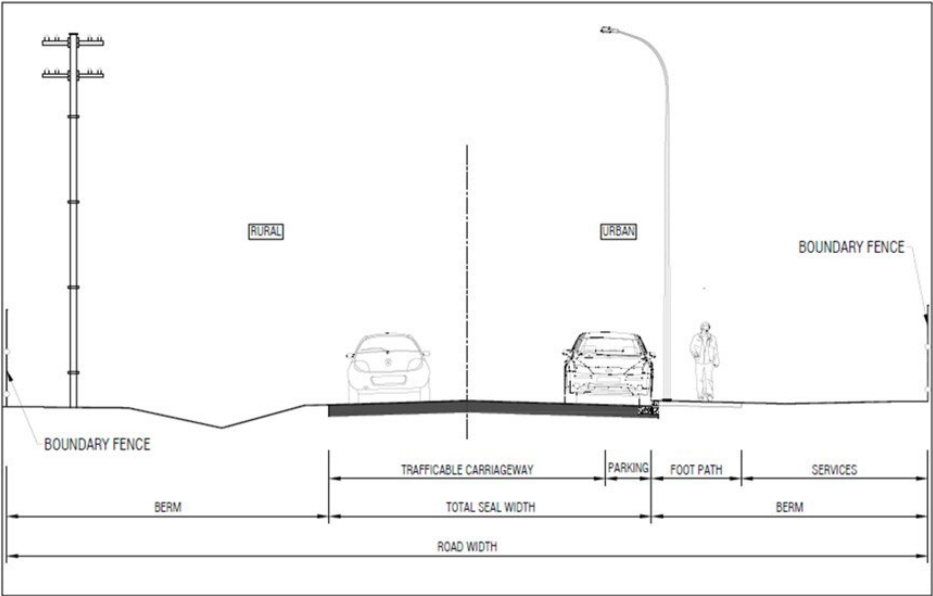 RURAL
URBAN
BOUNDARY FENCE
BOUNDARY FENCE
TRAFFICABLE CARRIAGEWAY
PARKING
FOOT PATH
SERVICES
BERM
TOTAL SEAL WIDTH
BERM
ROAD WIDTH